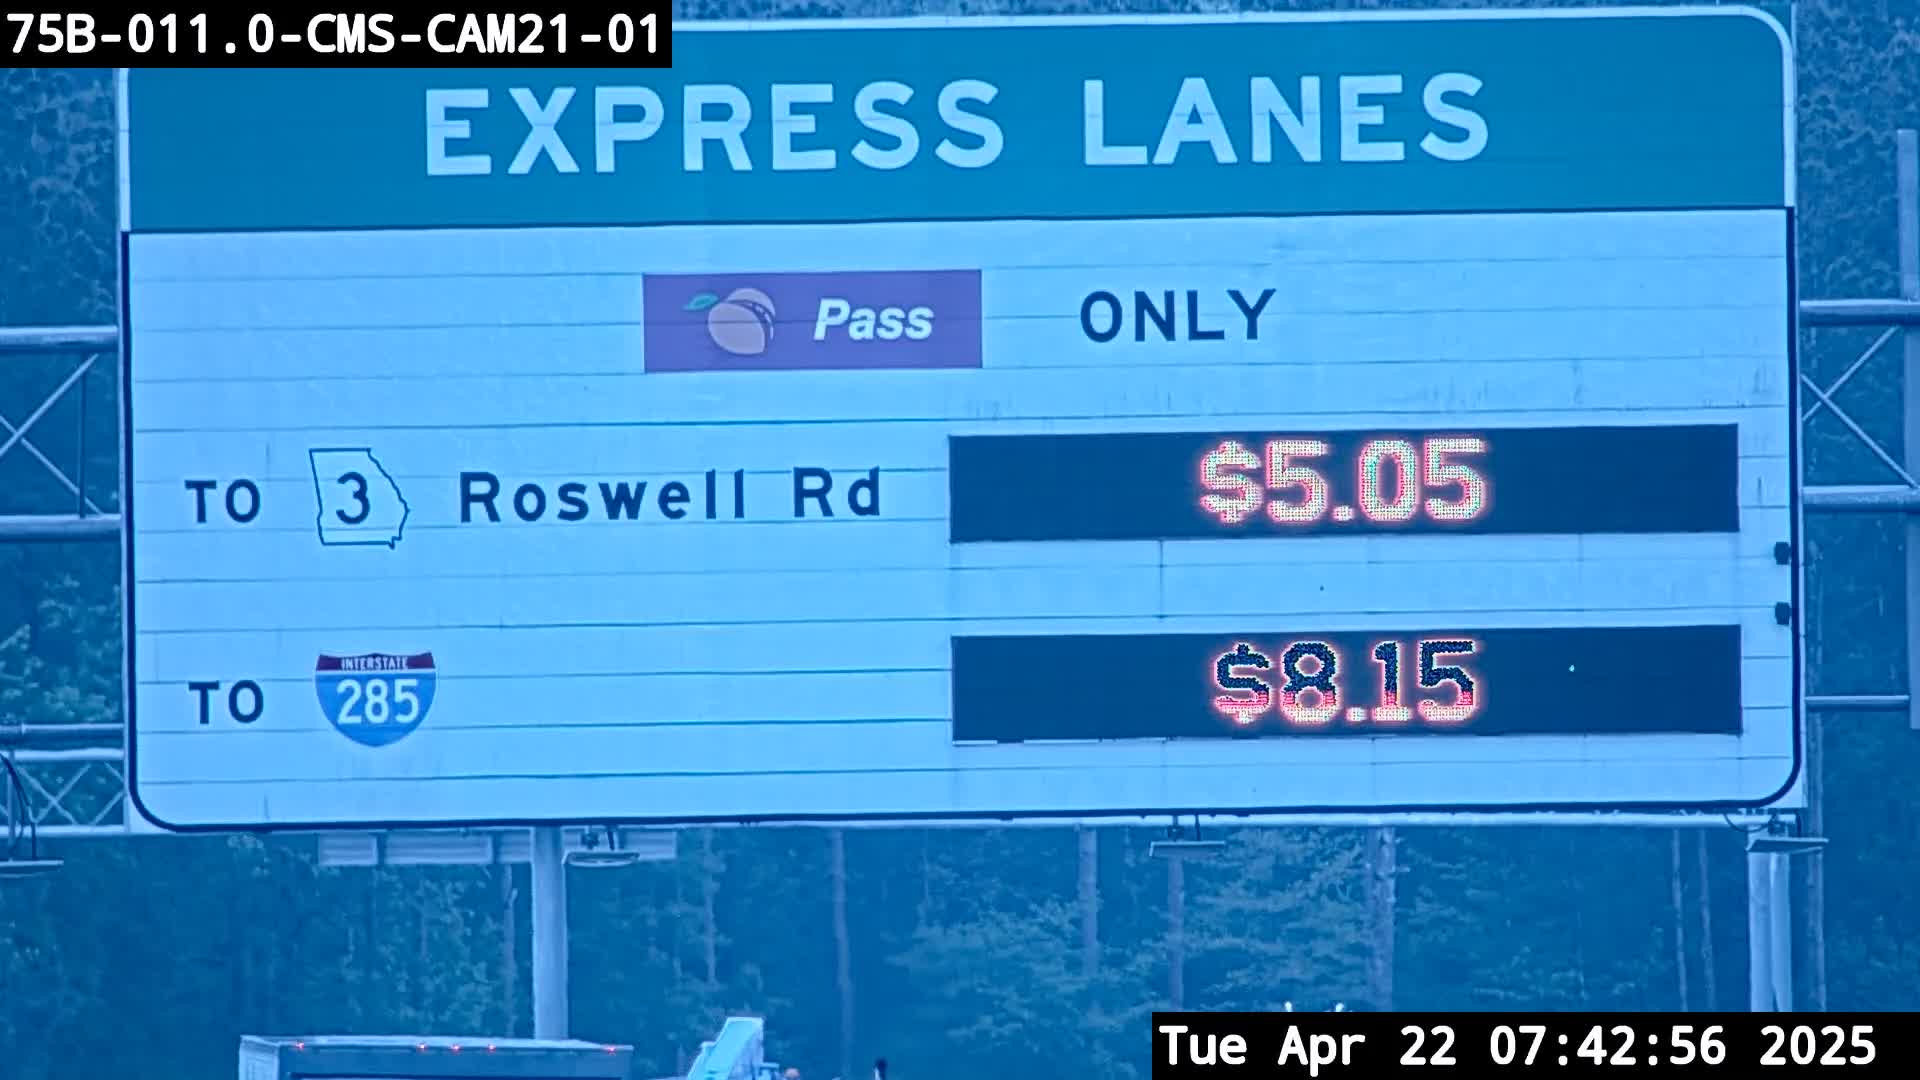 75B-011.0-CMS-CAM21-01
EXPRESS LANES
Pass ONLY
TO 3 Roswell Rd $5.05
INTERSTATE
TO 285 $8.15
Tue Apr 22 07:42:56 2025